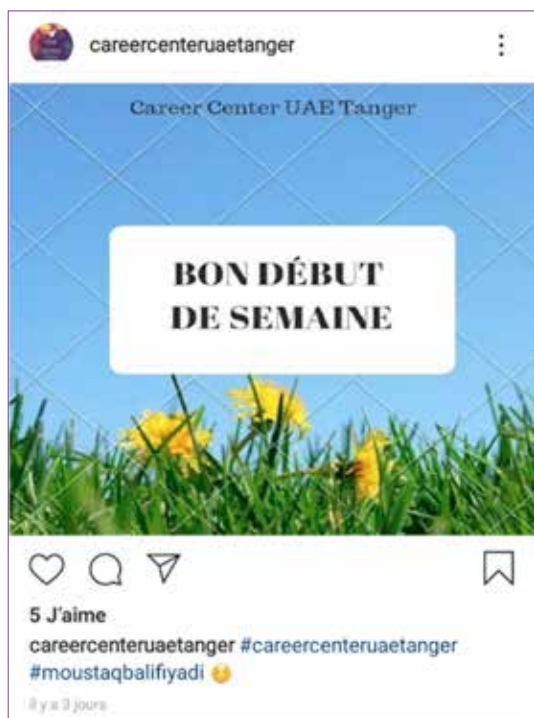 careercenteruaetanger
Career Center UAE Tanger
BON DÉBUT
DE SEMAINE
5 J'aime
careercenteruaetanger #careercenteruaetanger
#moustaqbalifiyadi 😊
il y a 3 jours